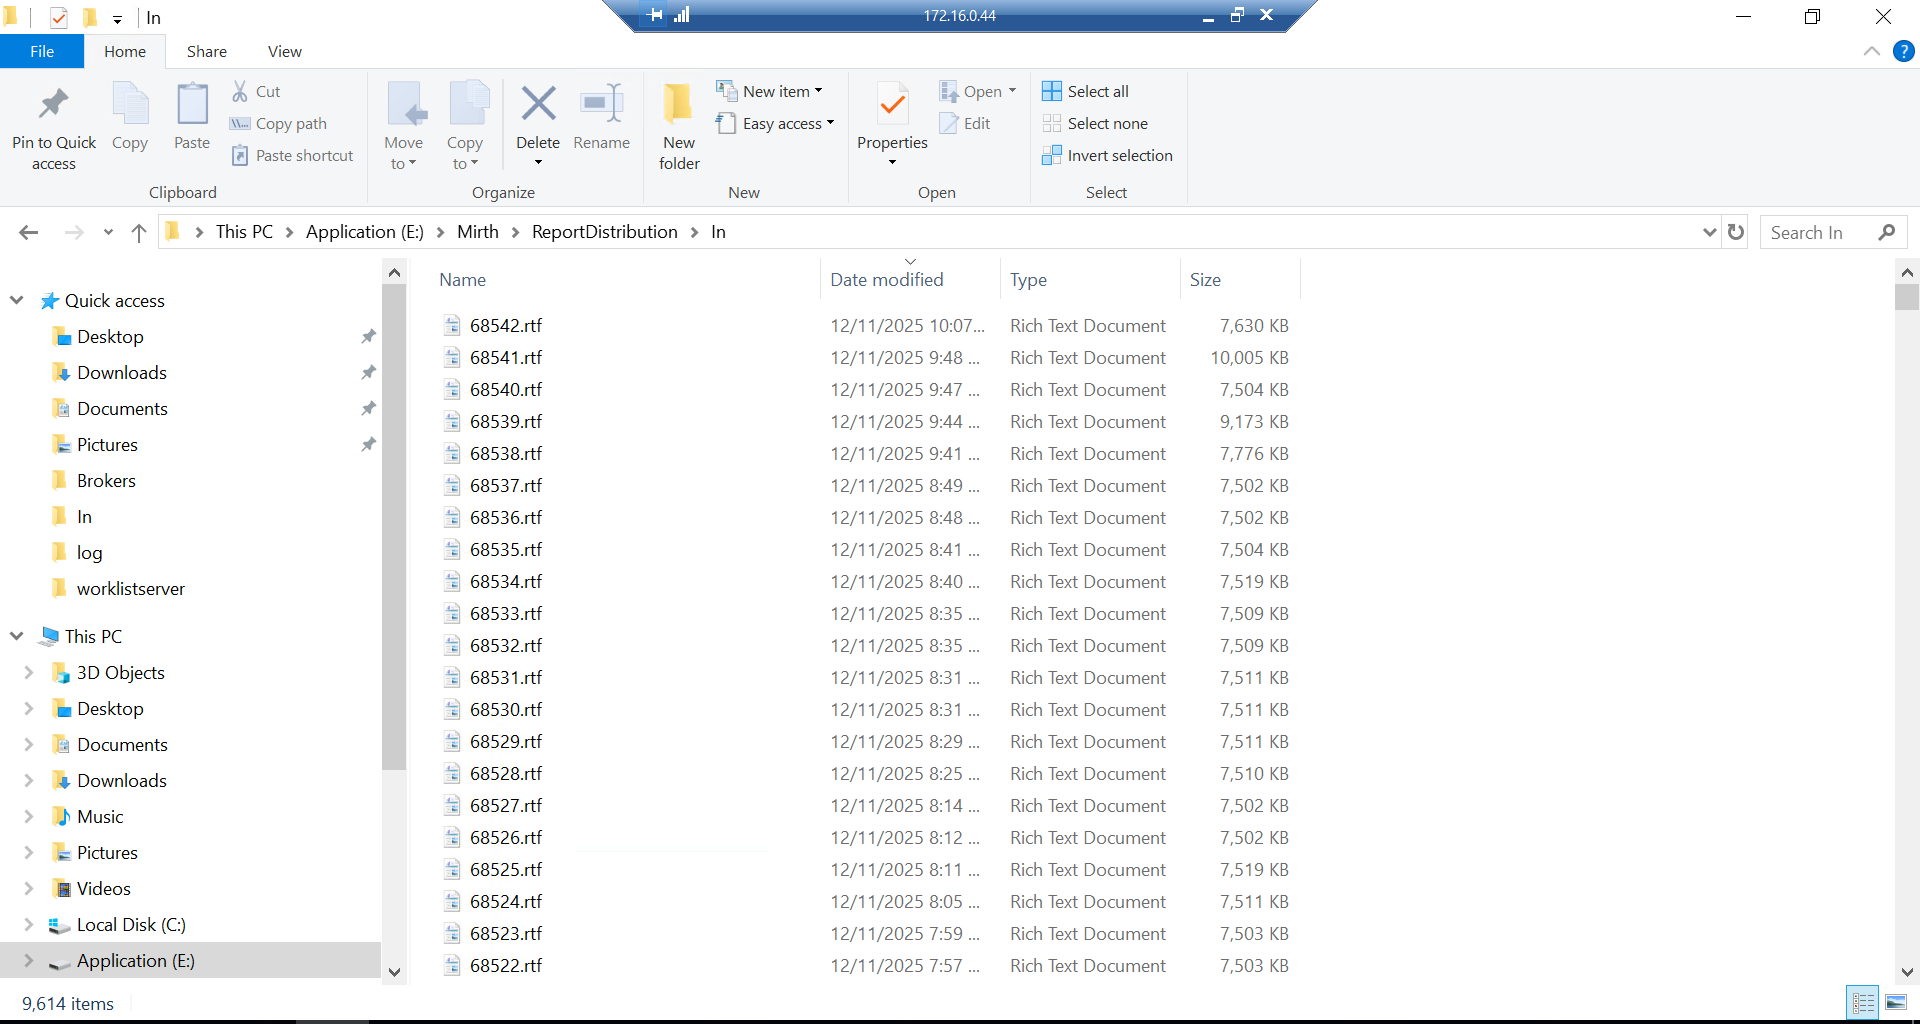 In
172.16.0.44
File Home Share View
Pin to Quick access
Copy
Paste
Cut
Copy path
Paste shortcut
Clipboard
Move to
Copy to
Delete
Rename
Organize
New folder
New item
Easy access
New
Properties
Open
Edit
Open
Select all
Select none
Invert selection
Select
This PC Application (E:) Mirth ReportDistribution In
Search In
Quick access
Desktop
Downloads
Documents
Pictures
Brokers
In
log
worklistserver
This PC
3D Objects
Desktop
Documents
Downloads
Music
Pictures
Videos
Local Disk (C:)
Application (E:)
Name Date modified Type Size
68542.rtf 12/11/2025 10:07... Rich Text Document 7,630 KB
68541.rtf 12/11/2025 9:48 ... Rich Text Document 10,005 KB
68540.rtf 12/11/2025 9:47 ... Rich Text Document 7,504 KB
68539.rtf 12/11/2025 9:44 ... Rich Text Document 9,173 KB
68538.rtf 12/11/2025 9:41 ... Rich Text Document 7,776 KB
68537.rtf 12/11/2025 8:49 ... Rich Text Document 7,502 KB
68536.rtf 12/11/2025 8:48 ... Rich Text Document 7,502 KB
68535.rtf 12/11/2025 8:41 ... Rich Text Document 7,504 KB
68534.rtf 12/11/2025 8:40 ... Rich Text Document 7,519 KB
68533.rtf 12/11/2025 8:35 ... Rich Text Document 7,509 KB
68532.rtf 12/11/2025 8:35 ... Rich Text Document 7,509 KB
68531.rtf 12/11/2025 8:31 ... Rich Text Document 7,511 KB
68530.rtf 12/11/2025 8:31 ... Rich Text Document 7,511 KB
68529.rtf 12/11/2025 8:29 ... Rich Text Document 7,511 KB
68528.rtf 12/11/2025 8:25 ... Rich Text Document 7,510 KB
68527.rtf 12/11/2025 8:14 ... Rich Text Document 7,502 KB
68526.rtf 12/11/2025 8:12 ... Rich Text Document 7,502 KB
68525.rtf 12/11/2025 8:11 ... Rich Text Document 7,519 KB
68524.rtf 12/11/2025 8:05 ... Rich Text Document 7,511 KB
68523.rtf 12/11/2025 7:59 ... Rich Text Document 7,503 KB
68522.rtf 12/11/2025 7:57 ... Rich Text Document 7,503 KB
9,614 items